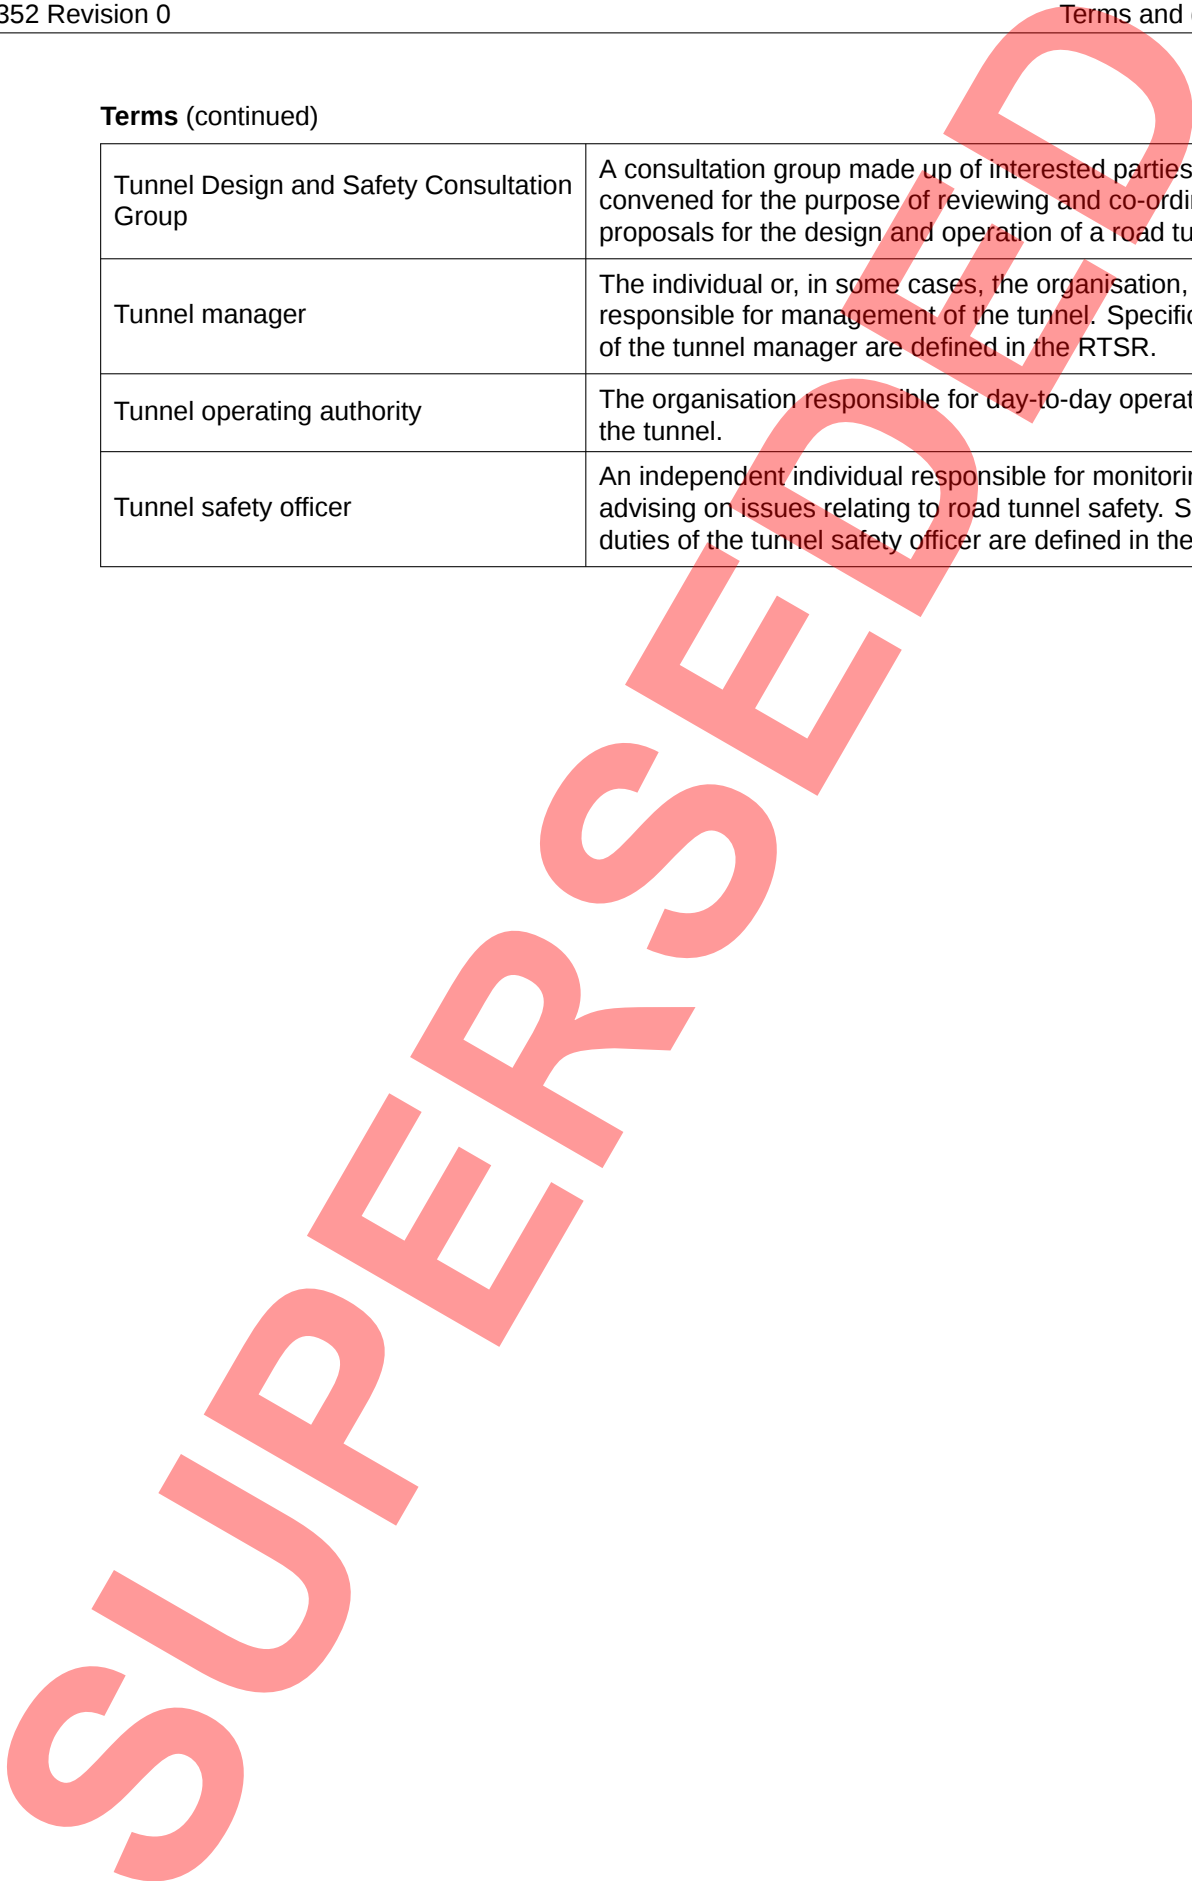 352 Revision 0
Terms and
Terms (continued)
Tunnel Design and Safety Consultation
Group
A consultation group made up of interested parties
convened for the purpose of reviewing and co-ordi
proposals for the design and operation of a road tu
Tunnel manager
The individual or, in some cases, the organisation,
responsible for management of the tunnel. Specific
of the tunnel manager are defined in the RTSR.
Tunnel operating authority
The organisation responsible for day-to-day operat
the tunnel.
Tunnel safety officer
An independent individual responsible for monitorin
advising on issues relating to road tunnel safety. S
duties of the tunnel safety officer are defined in the
SUPERSEDED